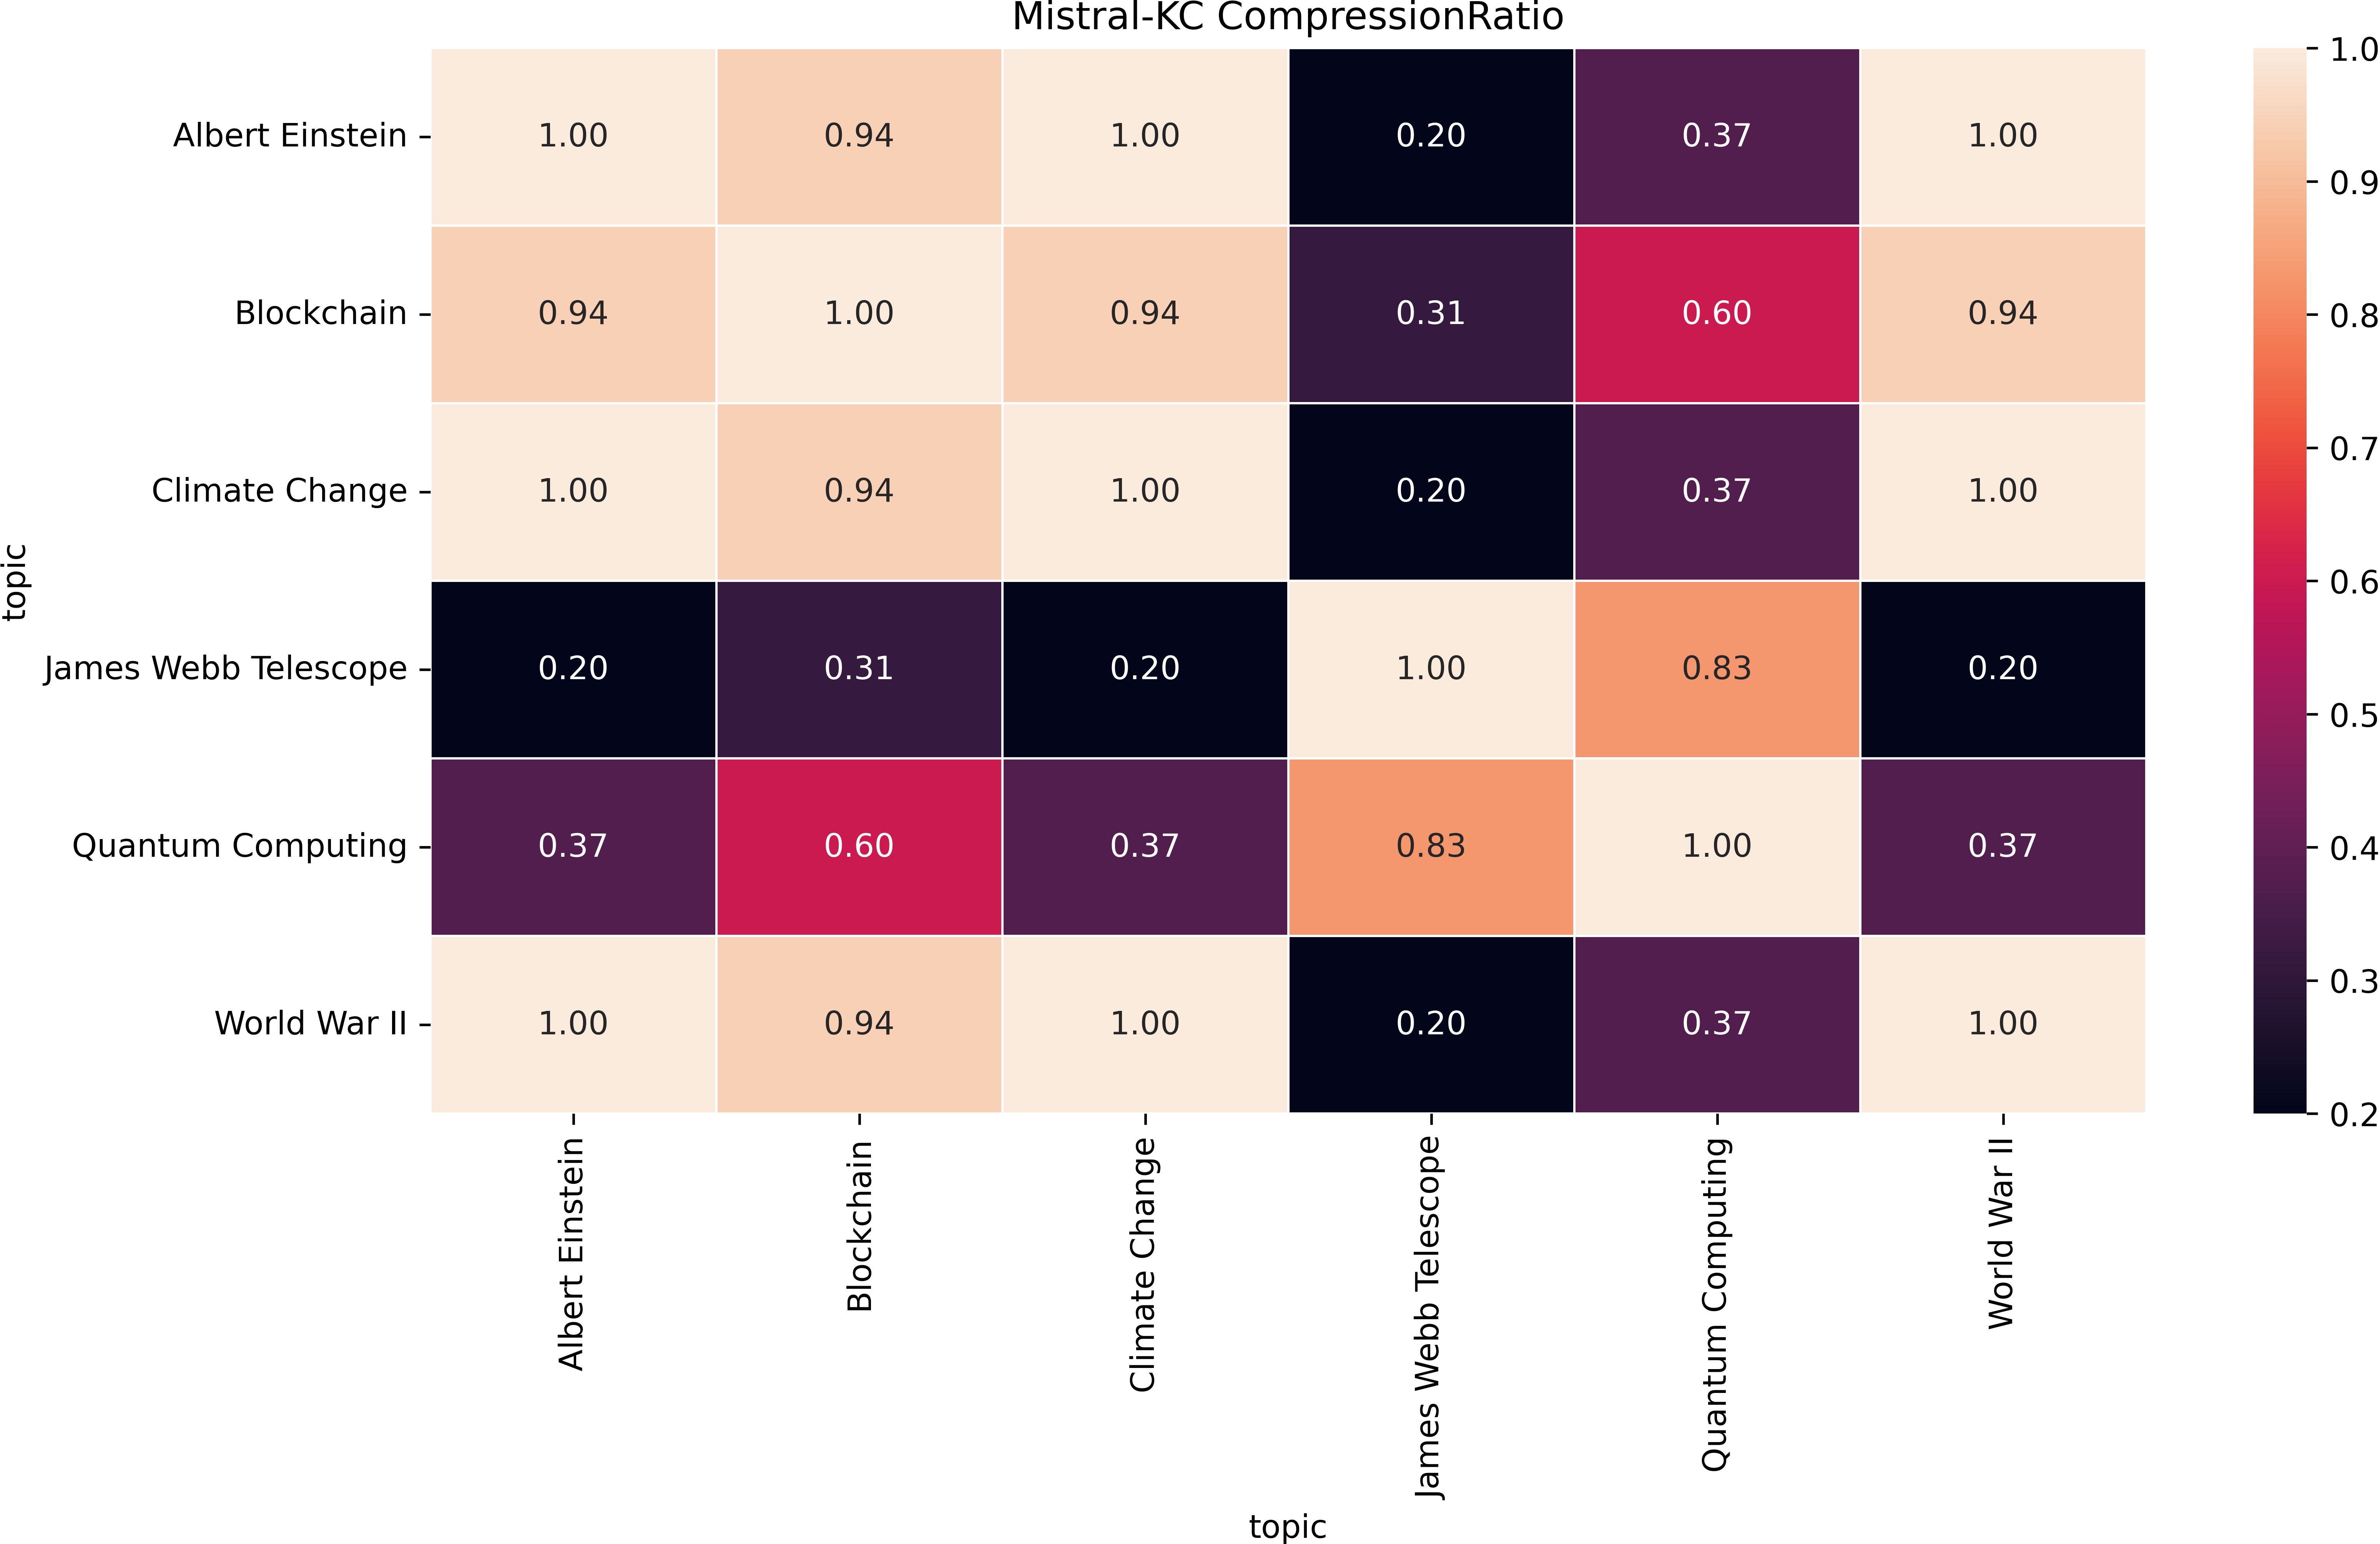 Mistral-KC CompressionRatio
topic
Albert Einstein 1.00 0.94 1.00 0.20 0.37 1.00
Blockchain 0.94 1.00 0.94 0.31 0.60 0.94
Climate Change 1.00 0.94 1.00 0.20 0.37 1.00
James Webb Telescope 0.20 0.31 0.20 1.00 0.83 0.20
Quantum Computing 0.37 0.60 0.37 0.83 1.00 0.37
World War II 1.00 0.94 1.00 0.20 0.37 1.00
Albert Einstein
Blockchain
Climate Change
James Webb Telescope
Quantum Computing
World War II
topic
1.0
0.9
0.8
0.7
0.6
0.5
0.4
0.3
0.2